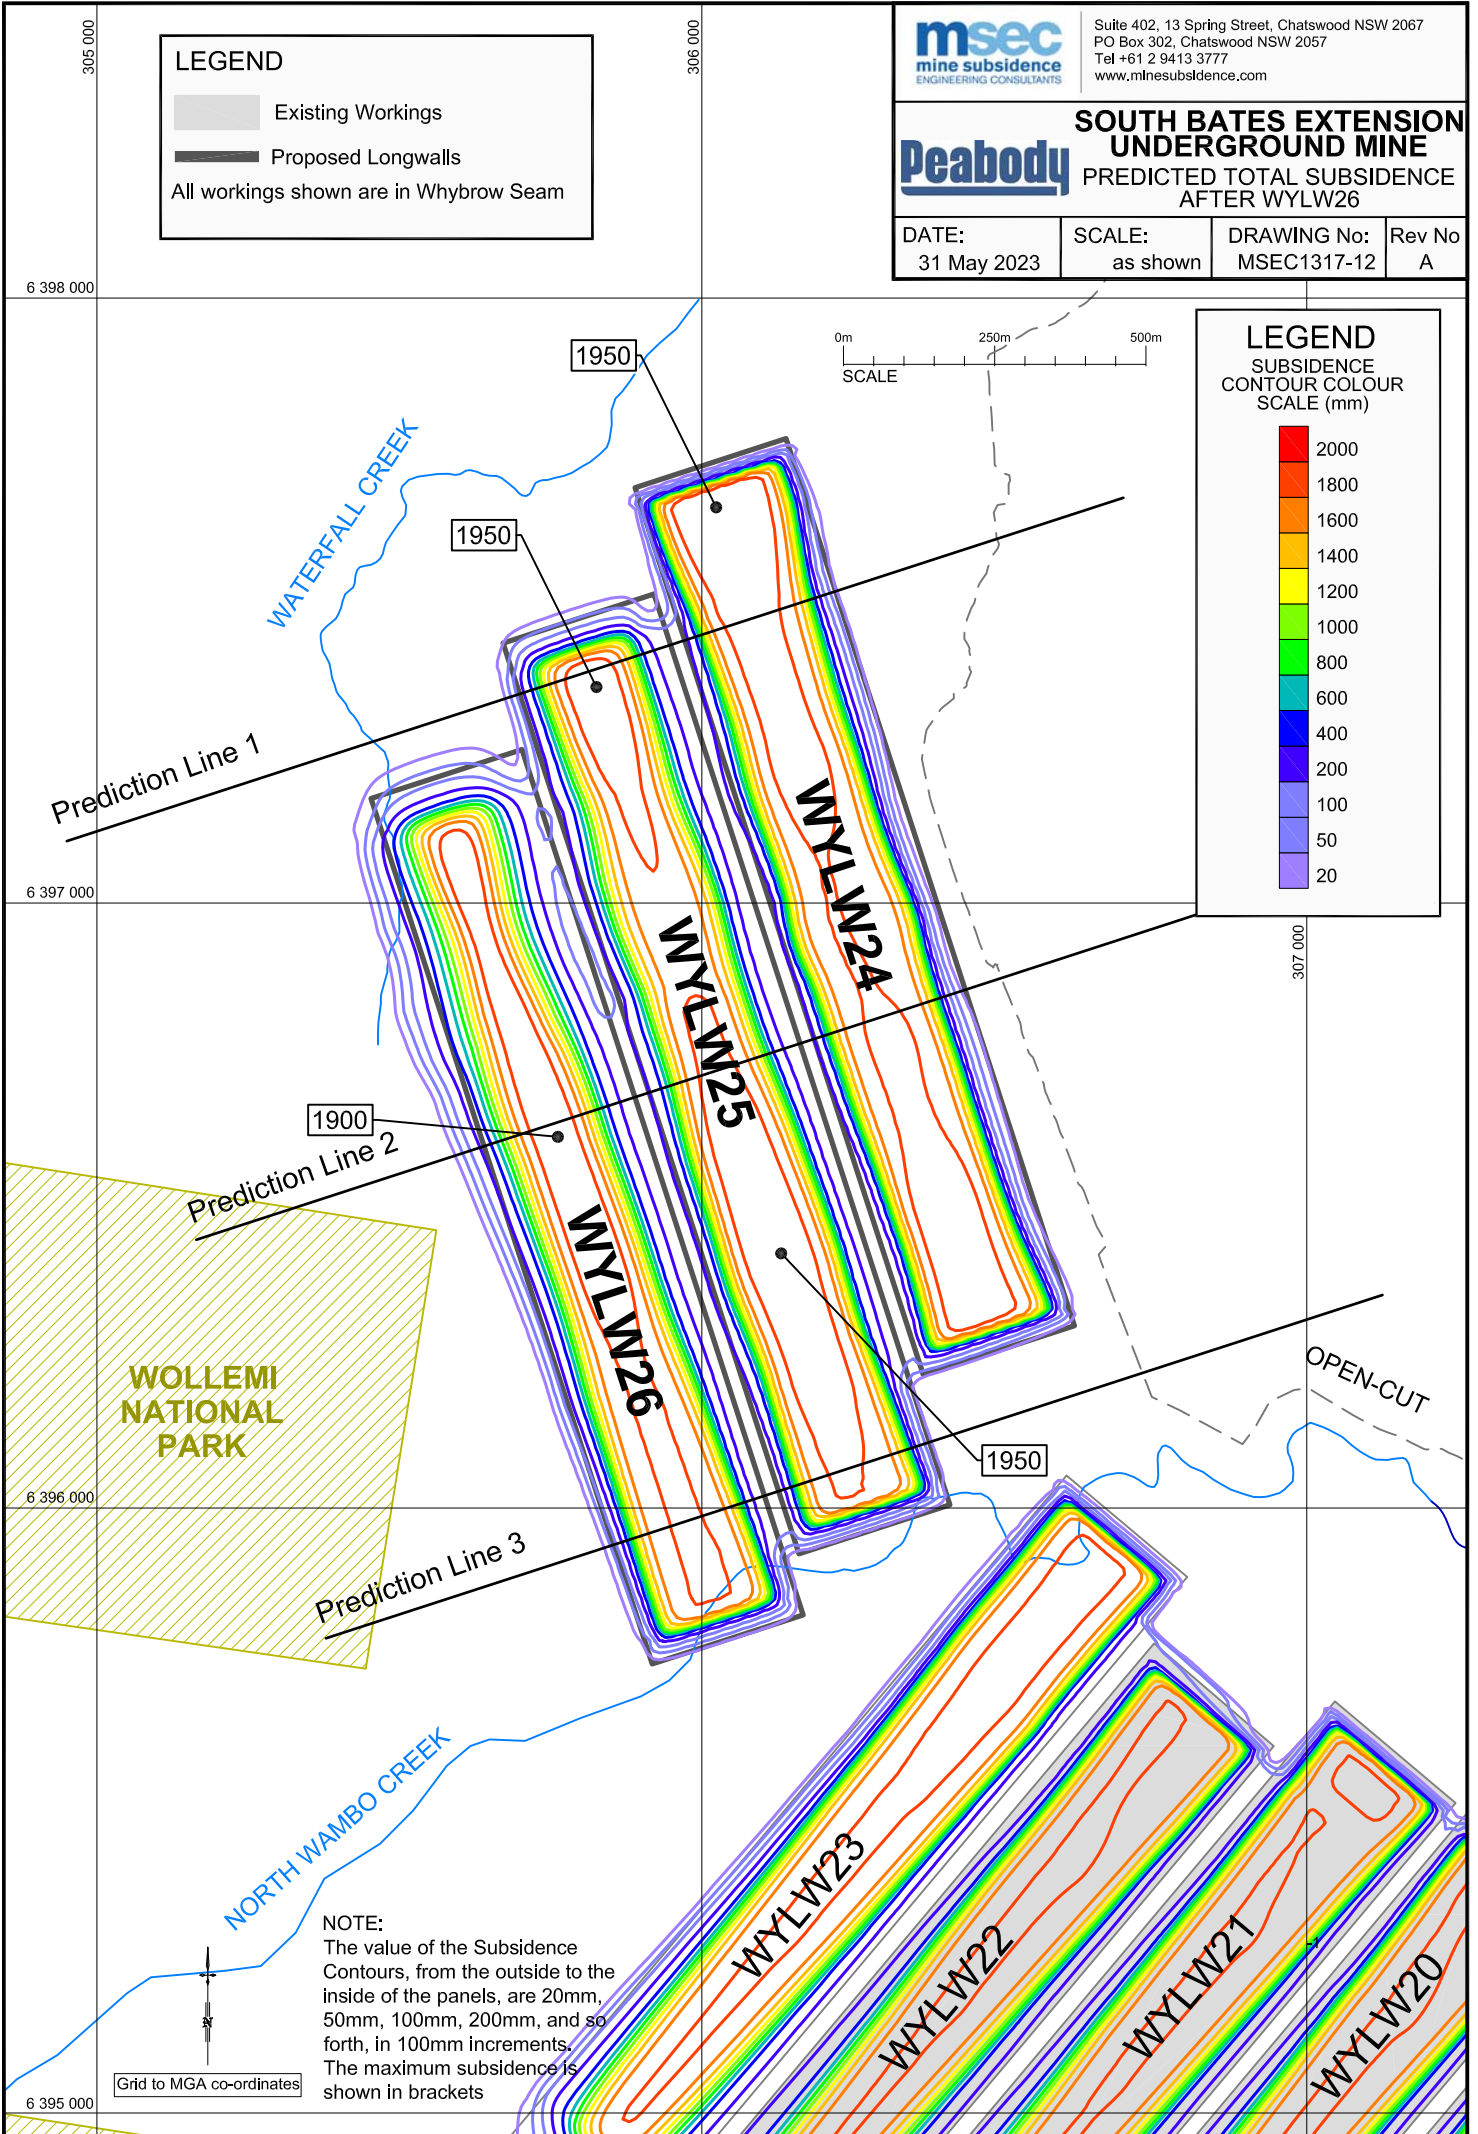 305 000
306 000
LEGEND
Existing Workings
Proposed Longwalls
All workings shown are in Whybrow Seam
msec
mine subsidence
ENGINEERING CONSULTANTS
Suite 402, 13 Spring Street, Chatswood NSW 2067
PO Box 302, Chatswood NSW 2057
Tel +61 2 9413 3777
www.minesubsidence.com
Peabody
SOUTH BATES EXTENSION
UNDERGROUND MINE
PREDICTED TOTAL SUBSIDENCE
AFTER WYLW26
DATE:
31 May 2023
SCALE:
as shown
DRAWING No:
MSEC1317-12
Rev No
A
6 398 000
0m
250m
500m
SCALE
LEGEND
SUBSIDENCE
CONTOUR COLOUR
SCALE (mm)
2000
1800
1600
1400
1200
1000
800
600
400
200
100
50
20
1950
1950
WATERFALL CREEK
Prediction Line 1
WYLW24
6 397 000
307 000
WYLW25
1900
Prediction Line 2
WYLW26
WOLLEMI
NATIONAL
PARK
OPEN-CUT
1950
6 396 000
Prediction Line 3
NORTH WAMBO CREEK
WYLW23
WYLW22
WYLW21
WYLW20
1
NOTE:
The value of the Subsidence
Contours, from the outside to the
inside of the panels, are 20mm,
50mm, 100mm, 200mm, and so
forth, in 100mm increments.
The maximum subsidence is
shown in brackets
N
Grid to MGA co-ordinates
6 395 000